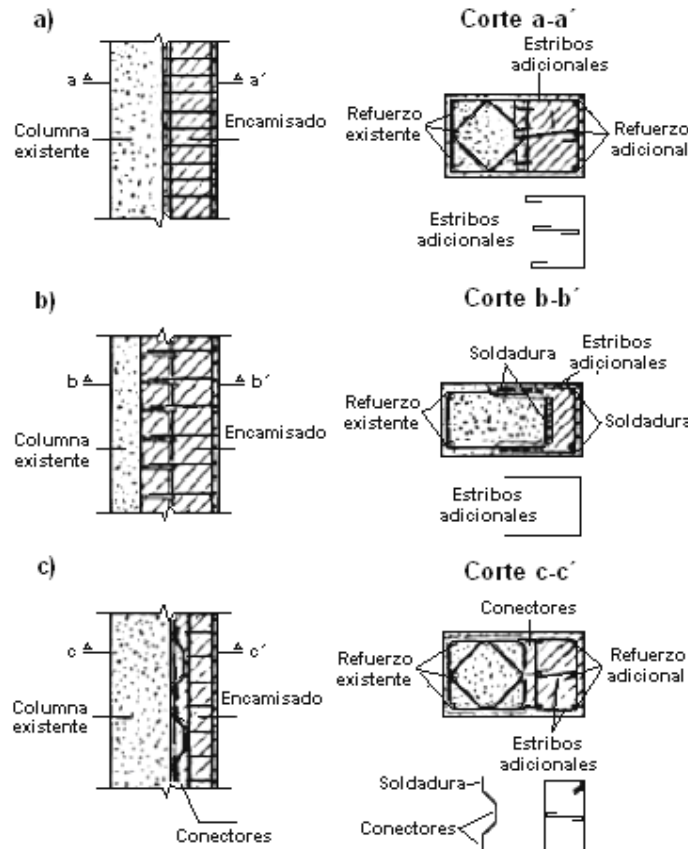 a)
Corte a-a´
Estribos
adicionales
a
a´
Columna
existente
Encamisado
Refuerzo
existente
Refuerzo
adicional
Estribos
adicionales
b)
Corte b-b´
b
b´
Columna
existente
Encamisado
Soldadura
Estribos
adicionales
Refuerzo
existente
Soldadura
Estribos
adicionales
c)
Corte c-c´
c
c´
Columna
existente
Encamisado
Conectores
Conectores
Refuerzo
existente
Refuerzo
adicional
Estribos
adicionales
Soldadura
Conectores